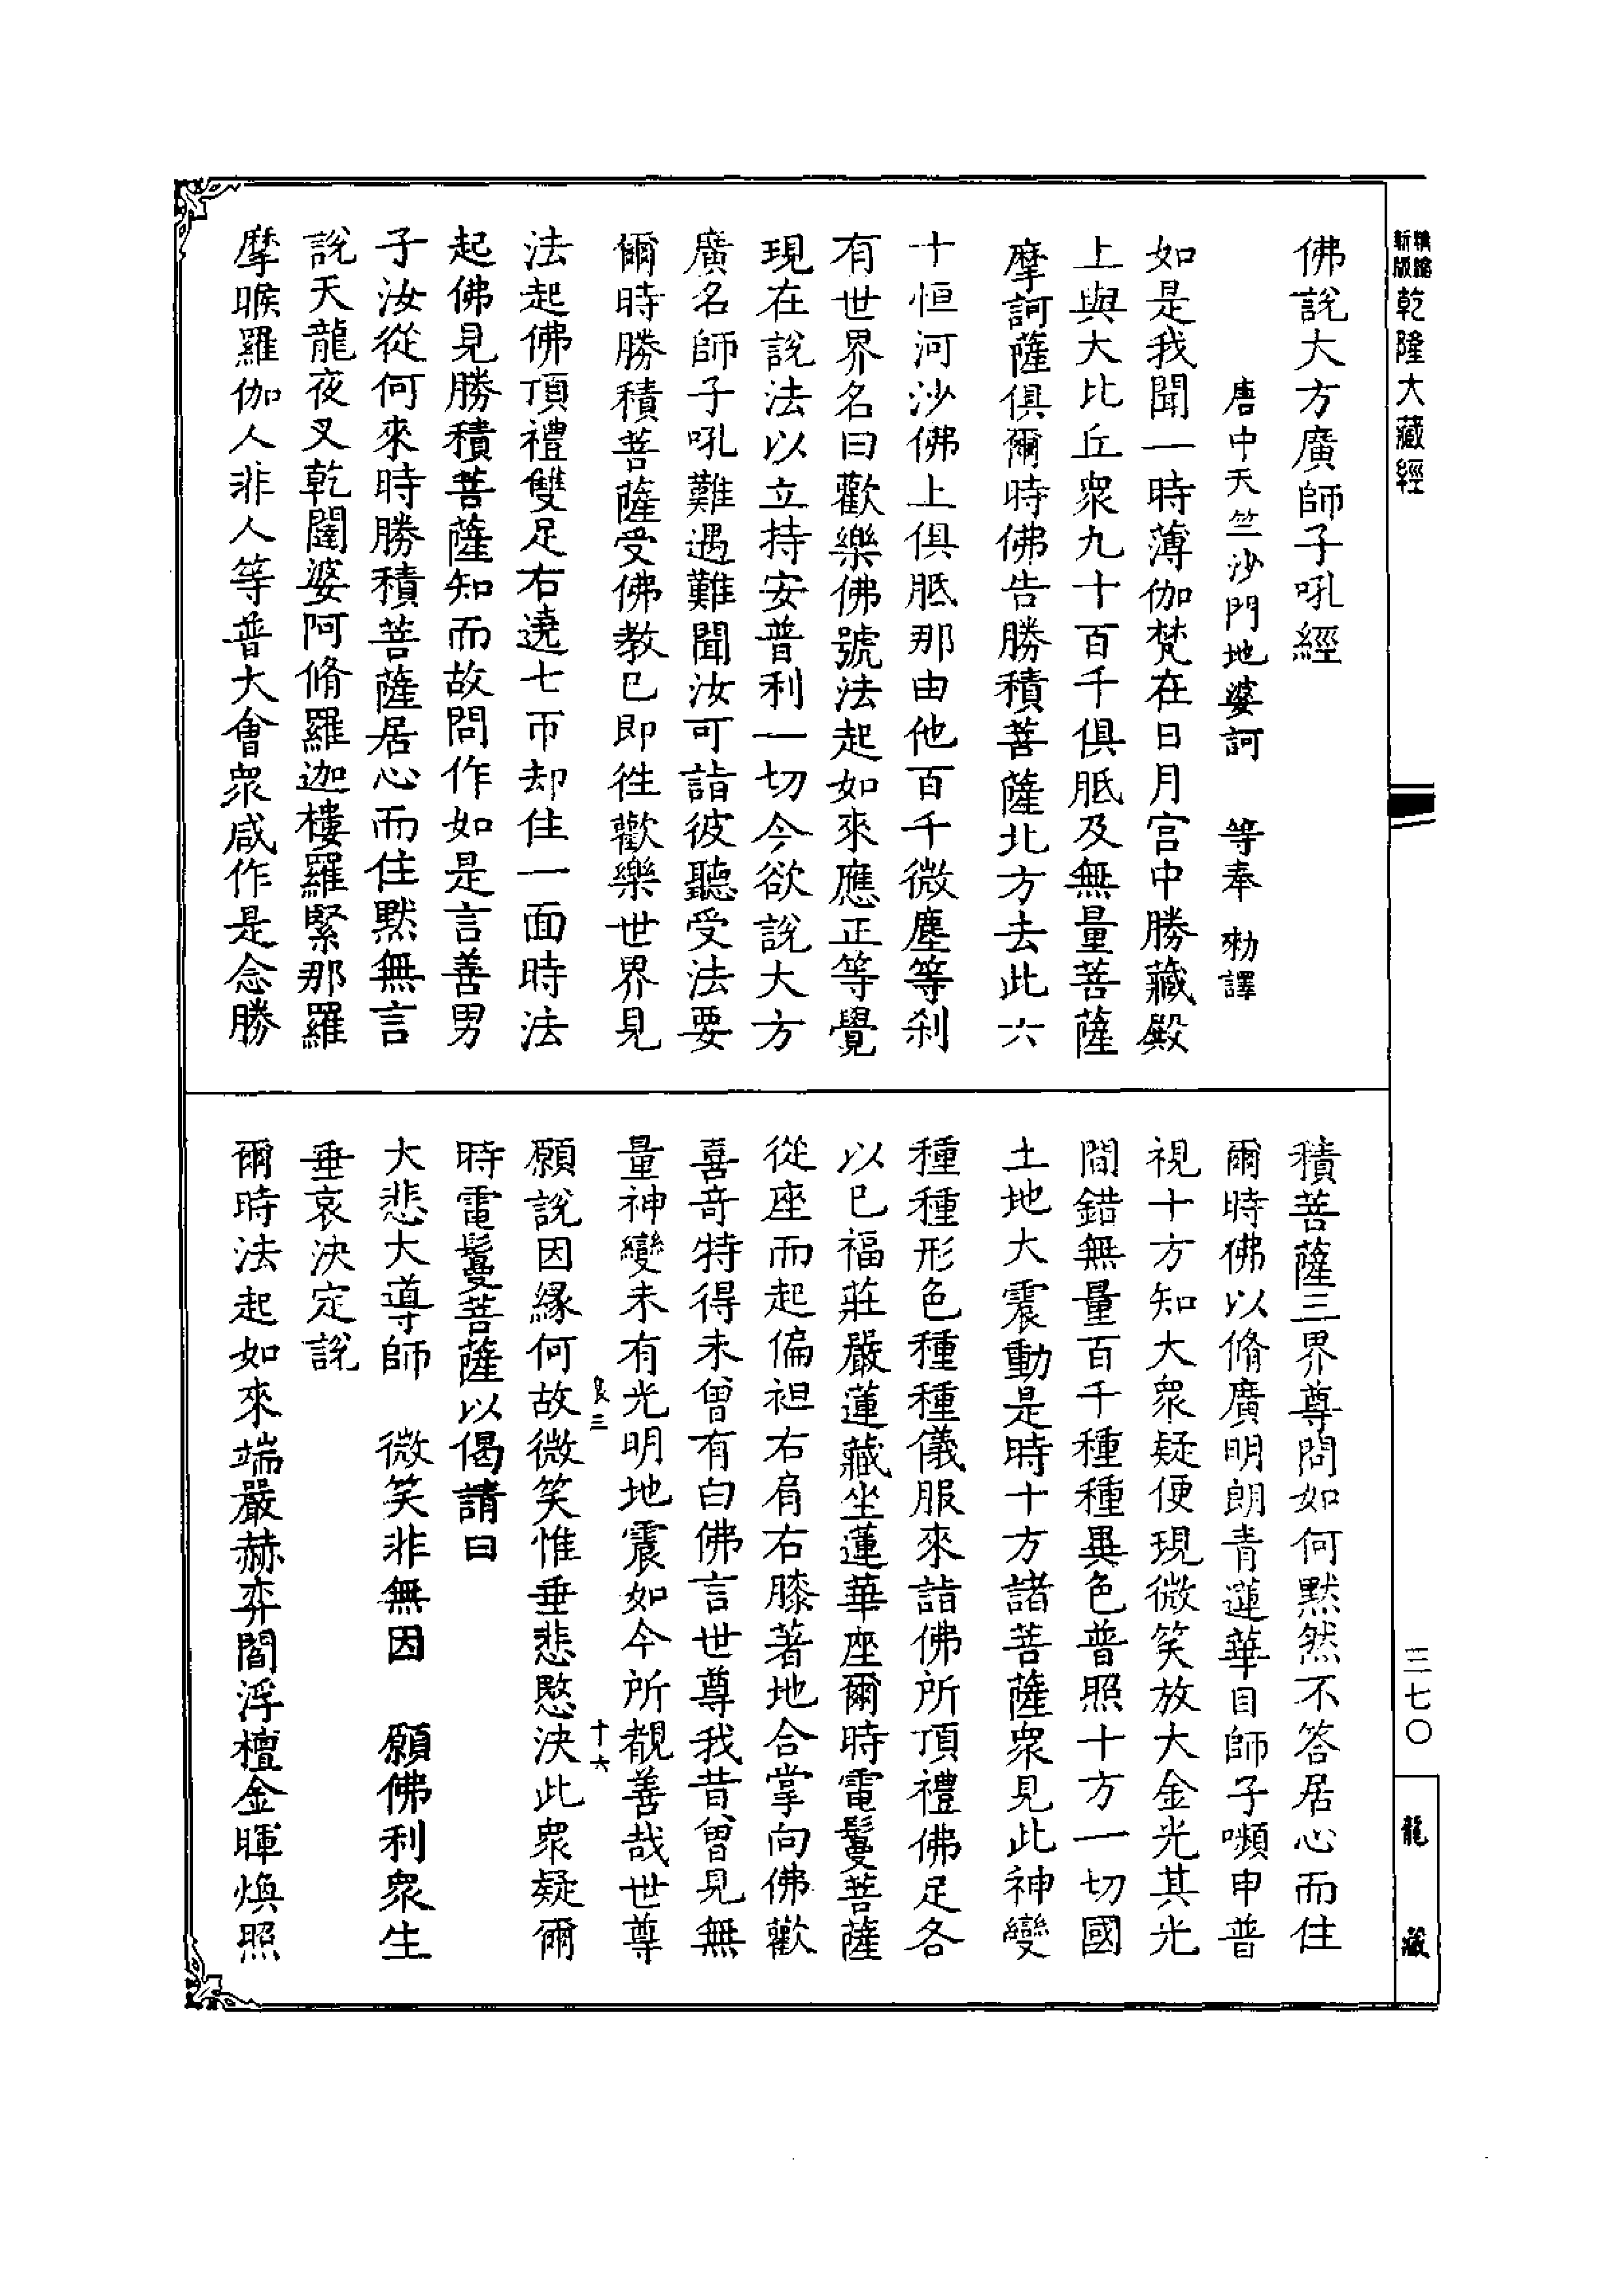 佛說大方廣師子吼經
唐中天竺沙門地婆訶 等奉 勑譯
如是我聞一時薄伽梵在日月宮中勝藏殿
上與大比丘衆九十百千俱胝及無量菩薩
摩訶薩俱爾時佛告勝積菩薩北方去此六
十恒河沙佛上俱胝那由他百千微塵等刹
有世界名曰歡樂佛號法起如來應正等覺
現在說法以立持安普利一切今欲說大方
廣名師子吼難遇難聞汝可詣彼聽受法要
爾時勝積菩薩受佛教已即徃歡樂世界見
法起佛頂禮雙足右遶七帀却住一面時法
起佛見勝積菩薩知而故問作如是言善男
子汝從何來時勝積菩薩居心而住黙無言
說天龍夜叉乾闥婆阿脩羅迦樓羅緊那羅
摩睺羅伽人非人等普大會衆咸作是念勝
積菩薩三界尊問如何黙然不答居心而住
爾時佛以脩廣明朗青蓮華目師子嚬申普
視十方知大衆疑便現微笑放大金光其光
間錯無量百千種種異色普照十方一切國
土地大震動是時十方諸菩薩衆見此神變
種種形色種種儀服來詣佛所頂禮佛足各
以已福莊嚴蓮藏坐蓮華座爾時電鬘菩薩
從座而起偏袒右肩右膝著地合掌向佛歡
喜竒特得未曾有白佛言世尊我昔曾見無
量神變未有光明地震如今所覩善哉世尊
願說因緣何故微笑惟垂悲愍決此衆疑爾
時電鬘菩薩以偈請曰
大悲大導師 微笑非無因 願佛利衆生
垂哀決定說
爾時法起如來端嚴赫弈閻浮檀金暉煥照
三
十六
新版
乾隆大藏經
三七〇
龍 藏